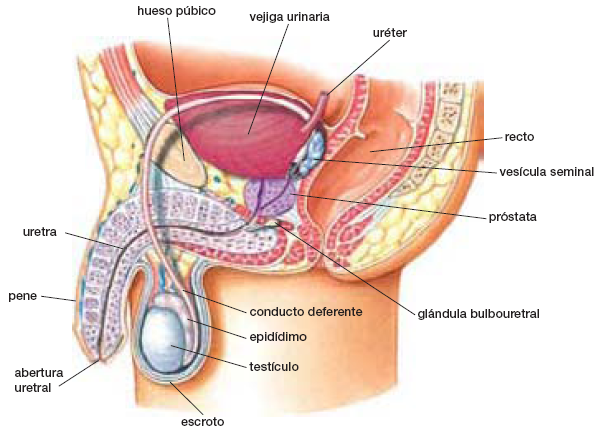 hueso púbico
vejiga urinaria
uréter
recto
vesícula seminal
próstata
uretra
pene
glándula bulbouretral
conducto deferente
epidídimo
testículo
abertura
uretral
escroto